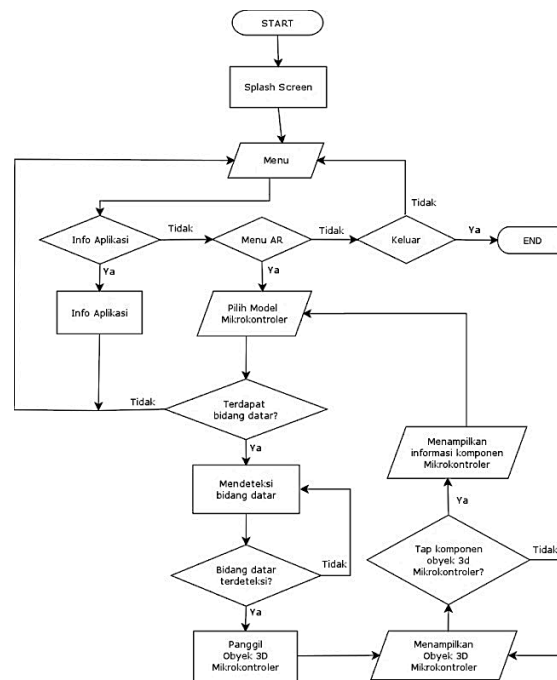 START
Splash Screen
Menu
Tidak
Info Aplikasi
Tidak
Menu AR
Tidak
Keluar
Ya
END
Ya
Ya
Info Aplikasi
Pilih Model
Mikrokontroler
Tidak
Terdapat
bidang datar?
Menampilkan
informasi komponen
Mikrokontroler
Ya
Mendeteksi
bidang datar
Ya
Tap komponen
obyek 3d
Mikrokontroler?
Tidak
Bidang datar
terdeteksi?
Tidak
Ya
Panggil
Obyek 3D
Mikrokontroler
Menampilkan
Obyek 3D
Mikrokontroler